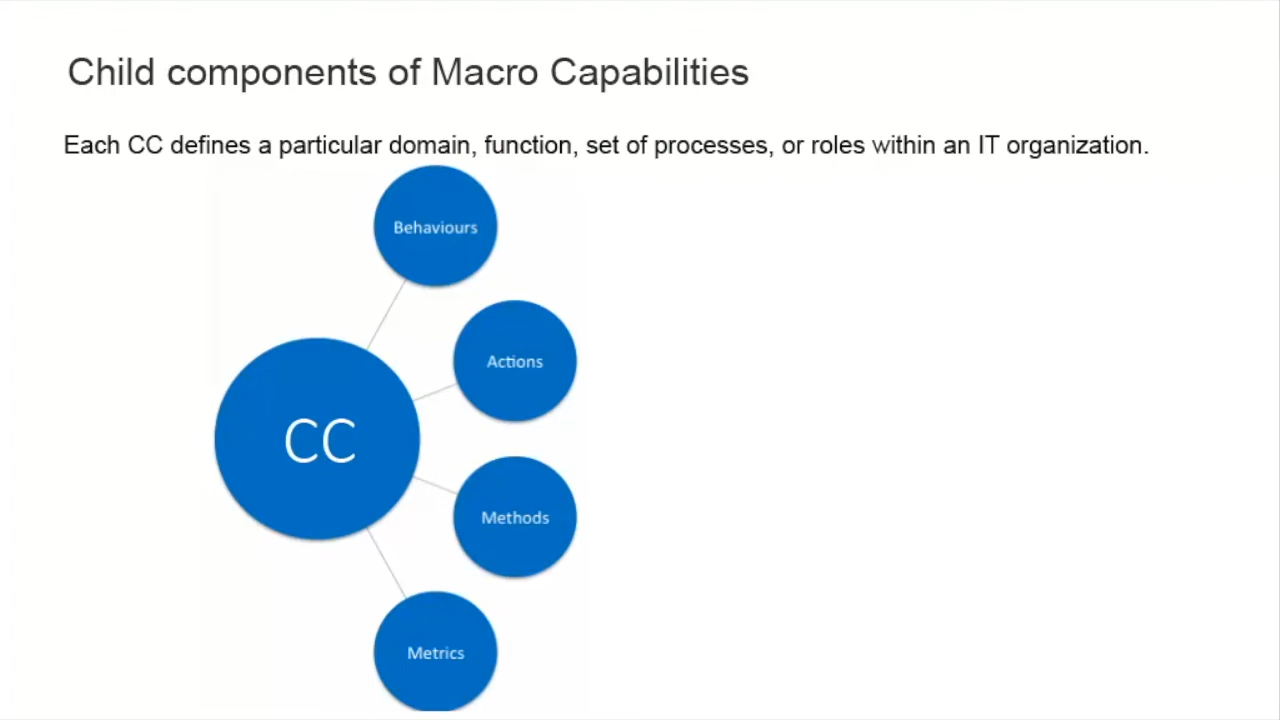 Child components of Macro Capabilities
Each CC defines a particular domain, function, set of processes, or roles within an IT organization.
Behaviours
Actions
CC
Methods
Metrics